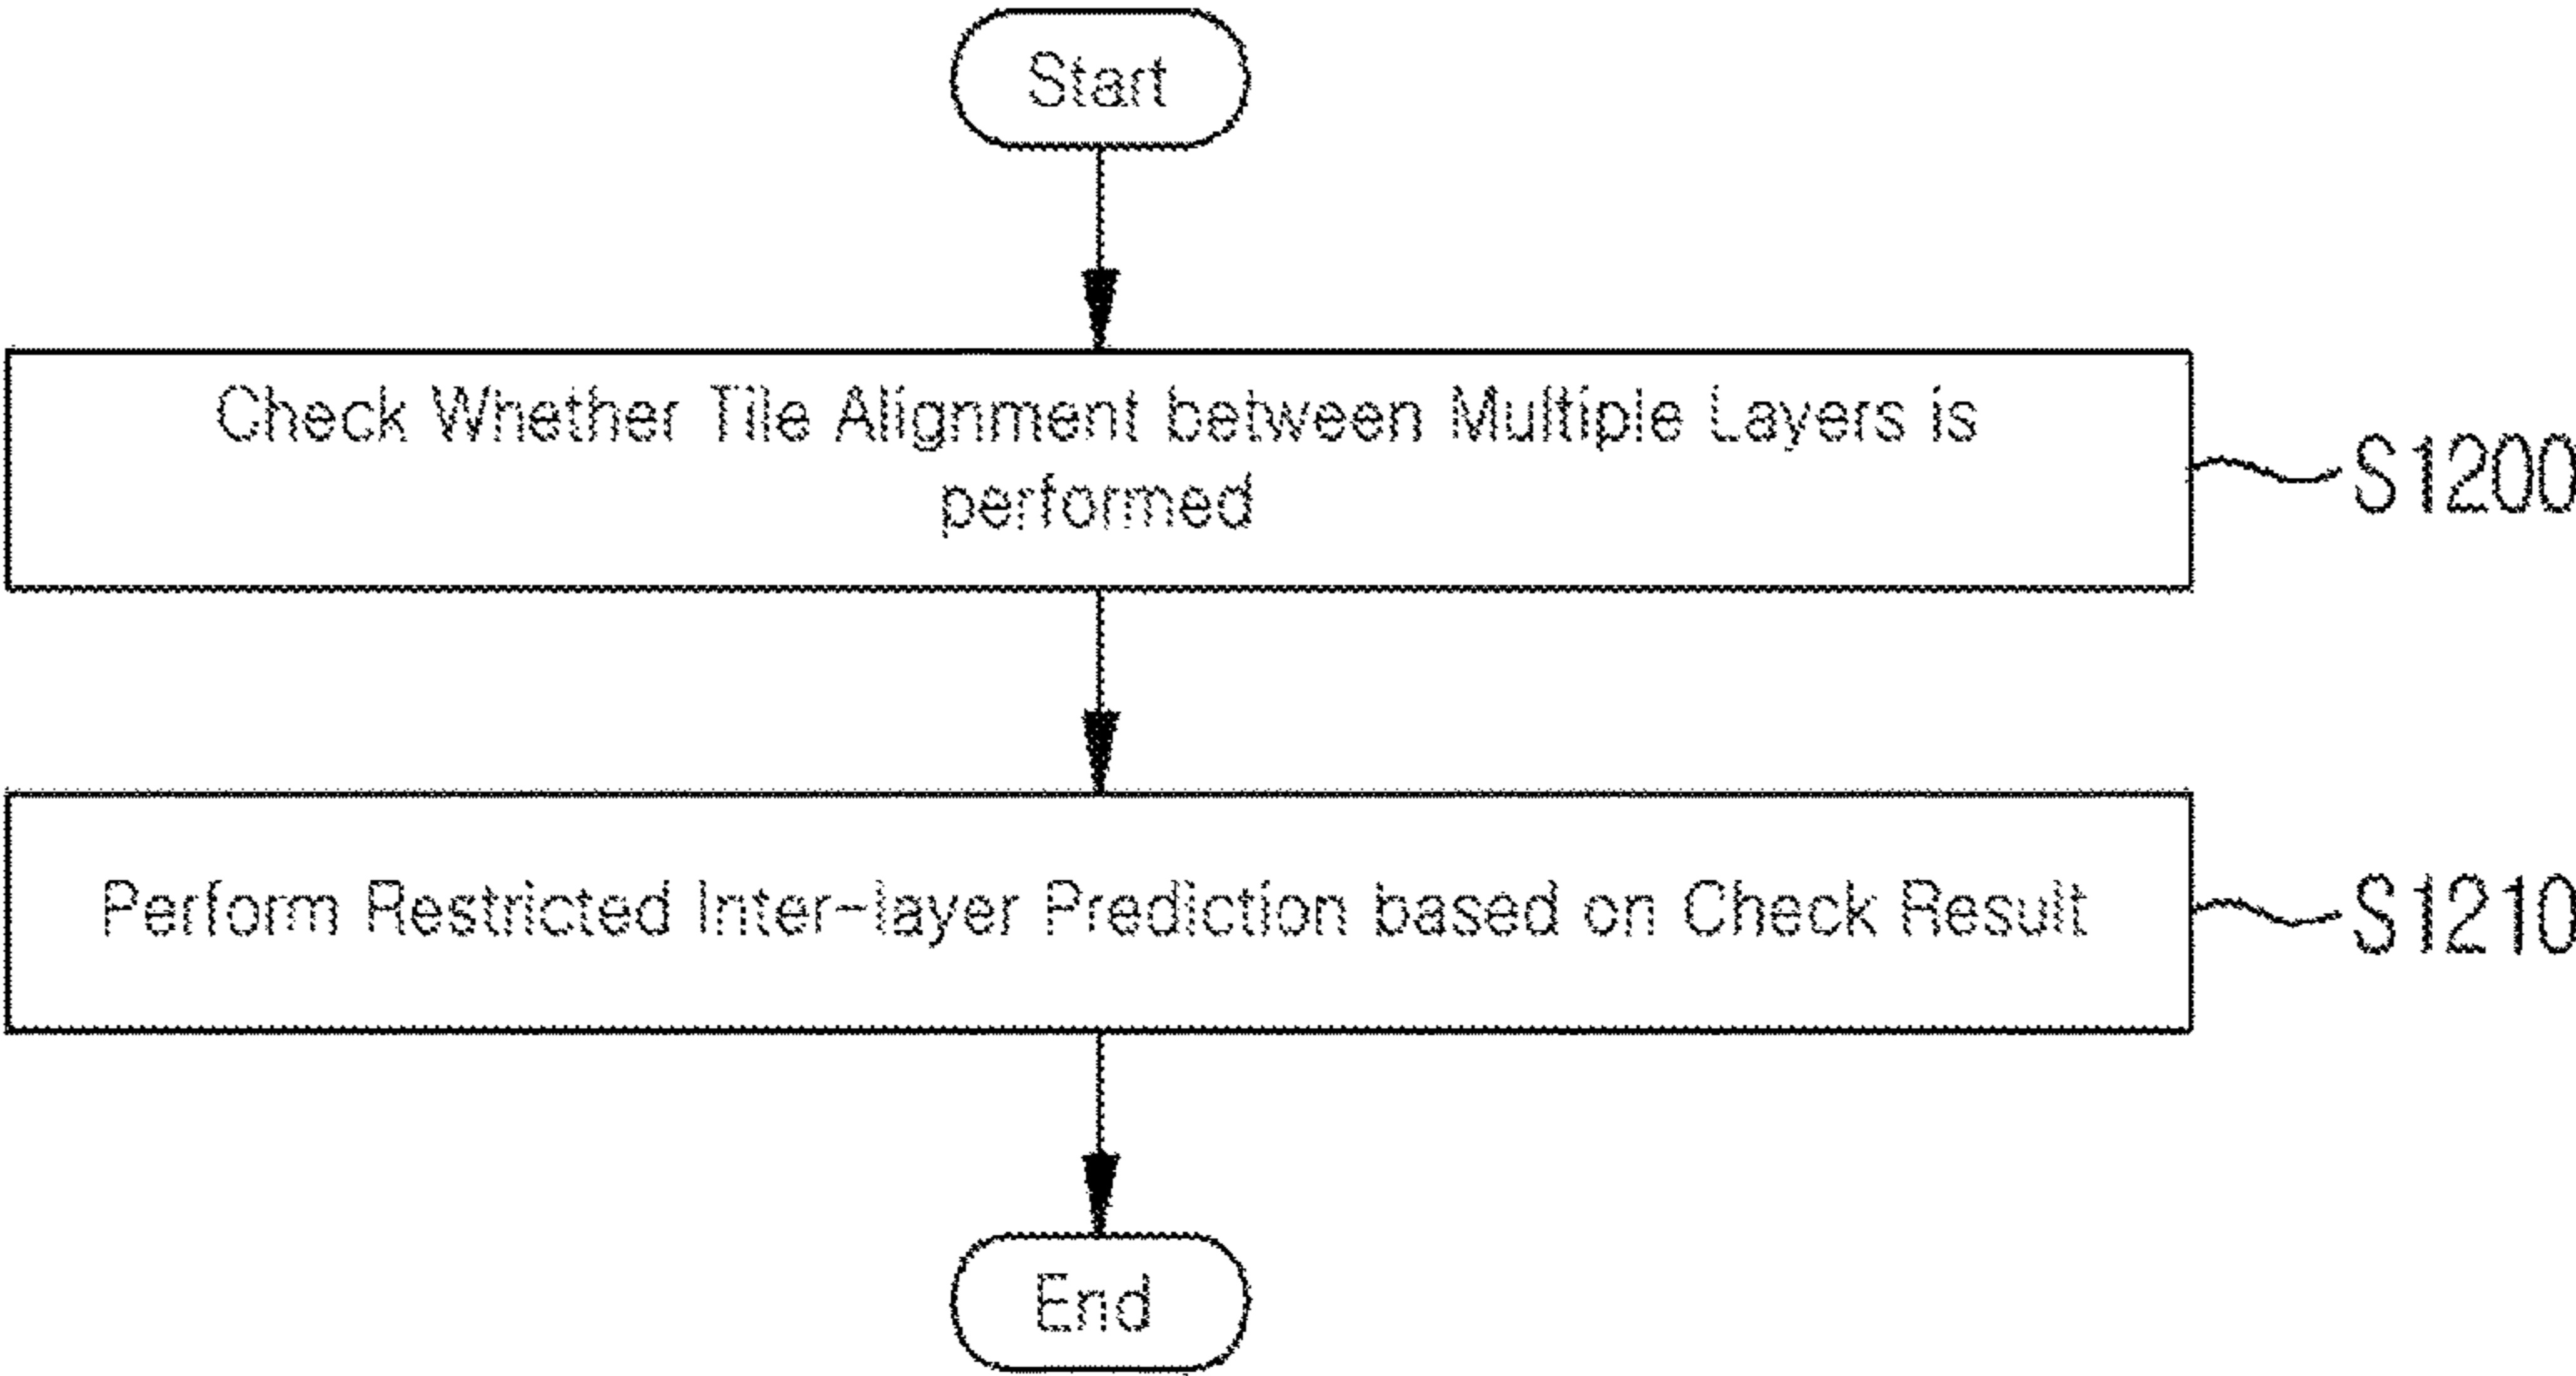 Start
Check Whether Tile Alignment between Multiple Layers is
performed
S1200
Perform Restricted Inter-layer Prediction based on Check Result
S1210
End